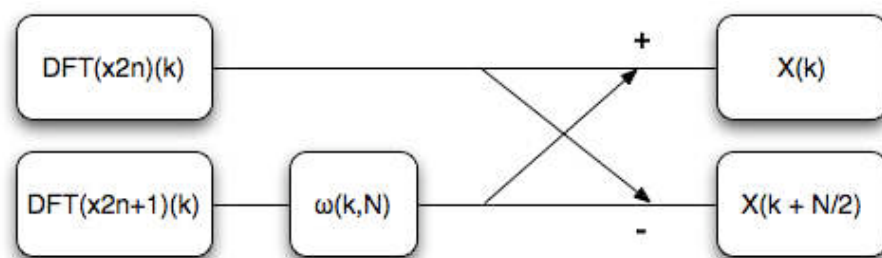 +
DFT(x2n)(k)
X(k)
DFT(x2n+1)(k)
ω(k,N)
X(k + N/2)
-